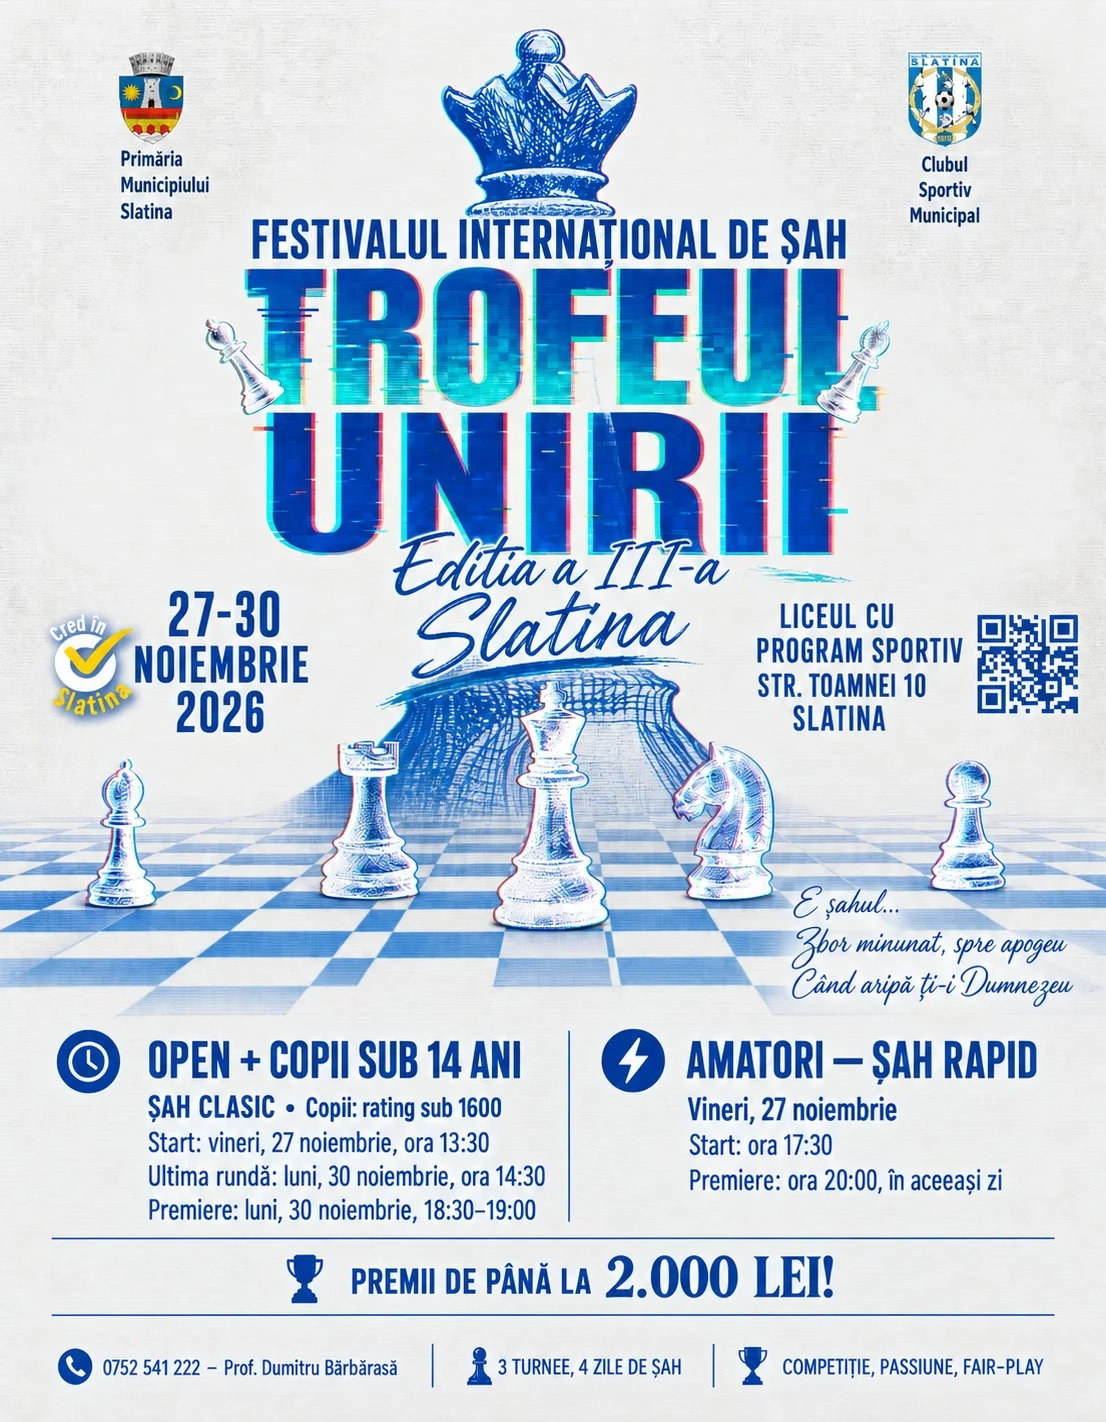 Primăria
Municipiului
Slatina
SLATINA
Clubul
Sportiv
Municipal
FESTIVALUL INTERNAȚIONAL DE ȘAH
TROFEUL
UNIRII
Editia a III-a
Slatina
Cred în
Slatina
27-30
NOIEMBRIE
2026
LICEUL CU
PROGRAM SPORTIV
STR. TOAMNEI 10
SLATINA
E șahul...
Zbor minunat, spre apogeu
Când aripă ți-i Dumnezeu
OPEN + COPII SUB 14 ANI
ȘAH CLASIC • Copii: rating sub 1600
Start: vineri, 27 noiembrie, ora 13:30
Ultima rundă: luni, 30 noiembrie, ora 14:30
Premiere: luni, 30 noiembrie, 18:30–19:00
AMATORI — ȘAH RAPID
Vineri, 27 noiembrie
Start: ora 17:30
Premiere: ora 20:00, în aceeași zi
PREMII DE PÂNĂ LA 2.000 LEI!
0752 541 222 – Prof. Dumitru Bărbărasă
3 TURNEE, 4 ZILE DE ȘAH
COMPETIȚIE, PASSIUNE, FAIR-PLAY